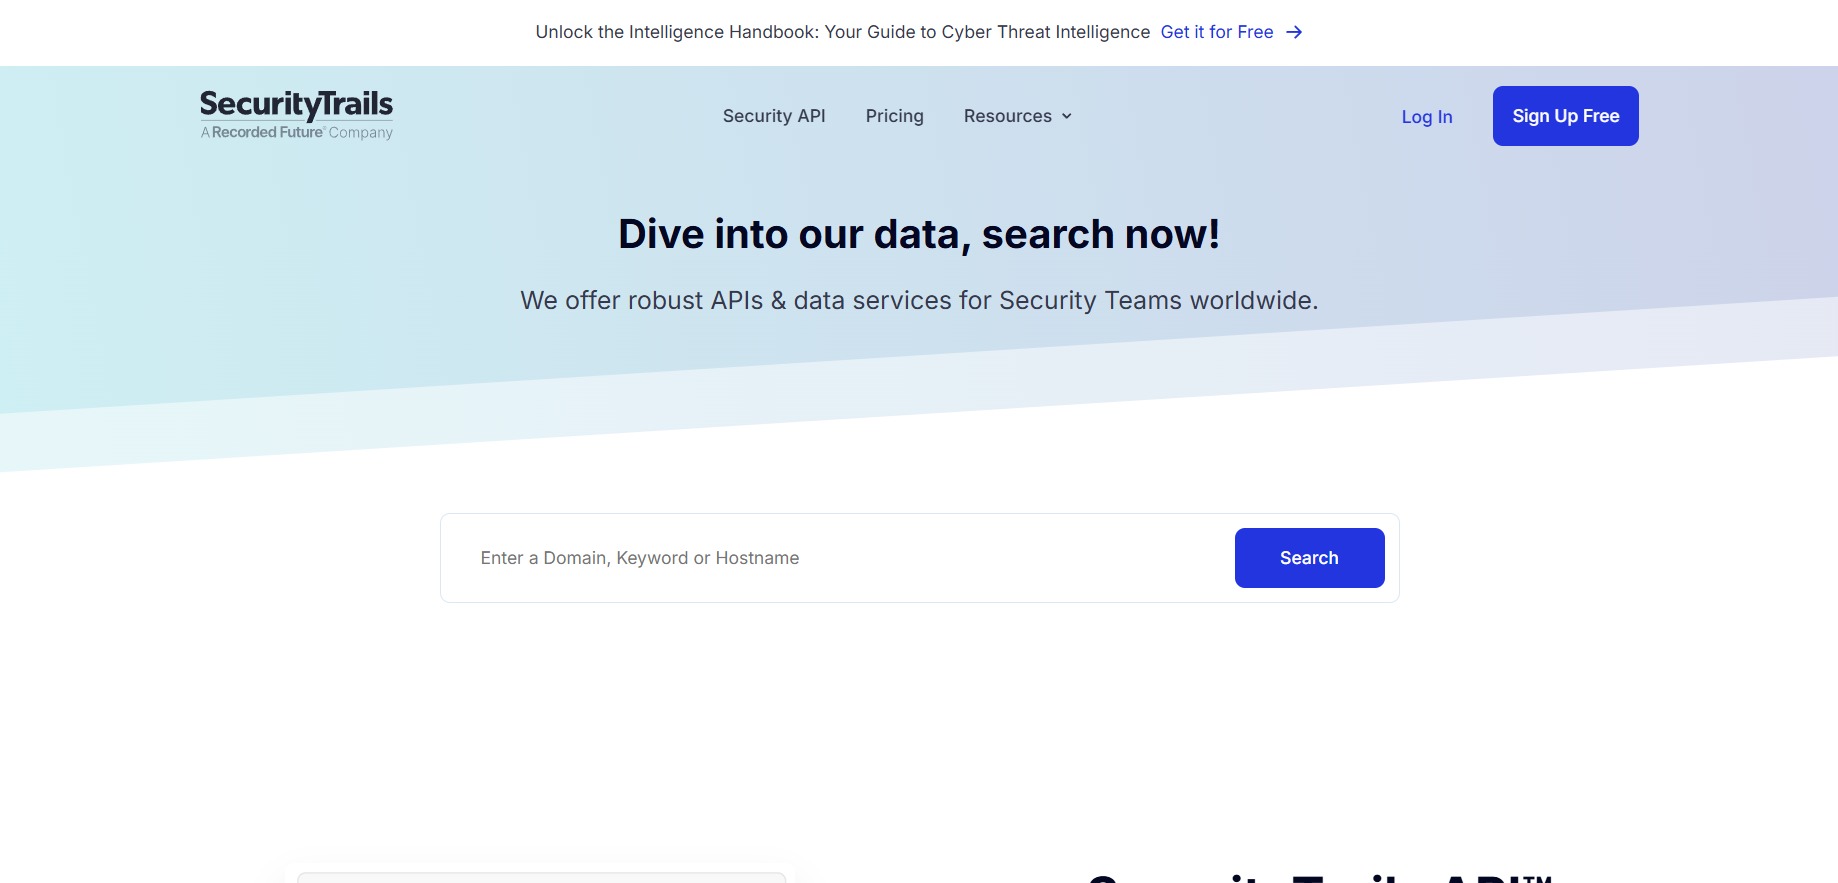 Unlock the Intelligence Handbook: Your Guide to Cyber Threat Intelligence Get it for Free
SecurityTrails
A Recorded Future® Company
Security API
Pricing
Resources
Log In
Sign Up Free
Dive into our data, search now!
We offer robust APIs & data services for Security Teams worldwide.
Enter a Domain, Keyword or Hostname
Search
SecurityTrails API™